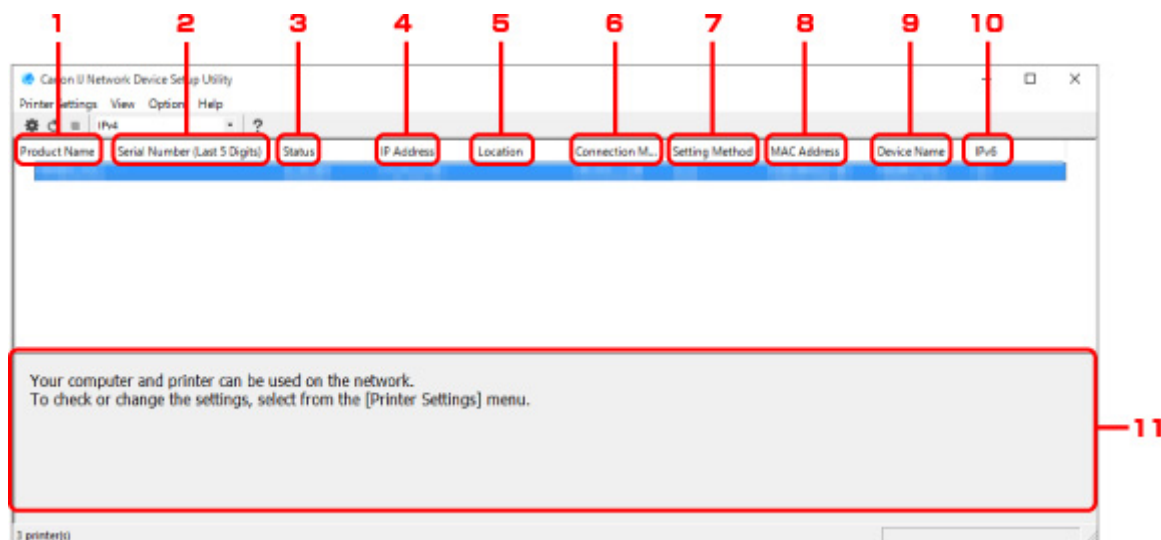 1 2 3 4 5 6 7 8 9 10
Canon IJ Network Device Setup Utility
Printer Settings View Option Help
IPv4 ?
Product Name Serial Number (Last 5 Digits) Status IP Address Location Connection M... Setting Method MAC Address Device Name IPv6
Your computer and printer can be used on the network.
To check or change the settings, select from the [Printer Settings] menu.
11
1 printer(s)